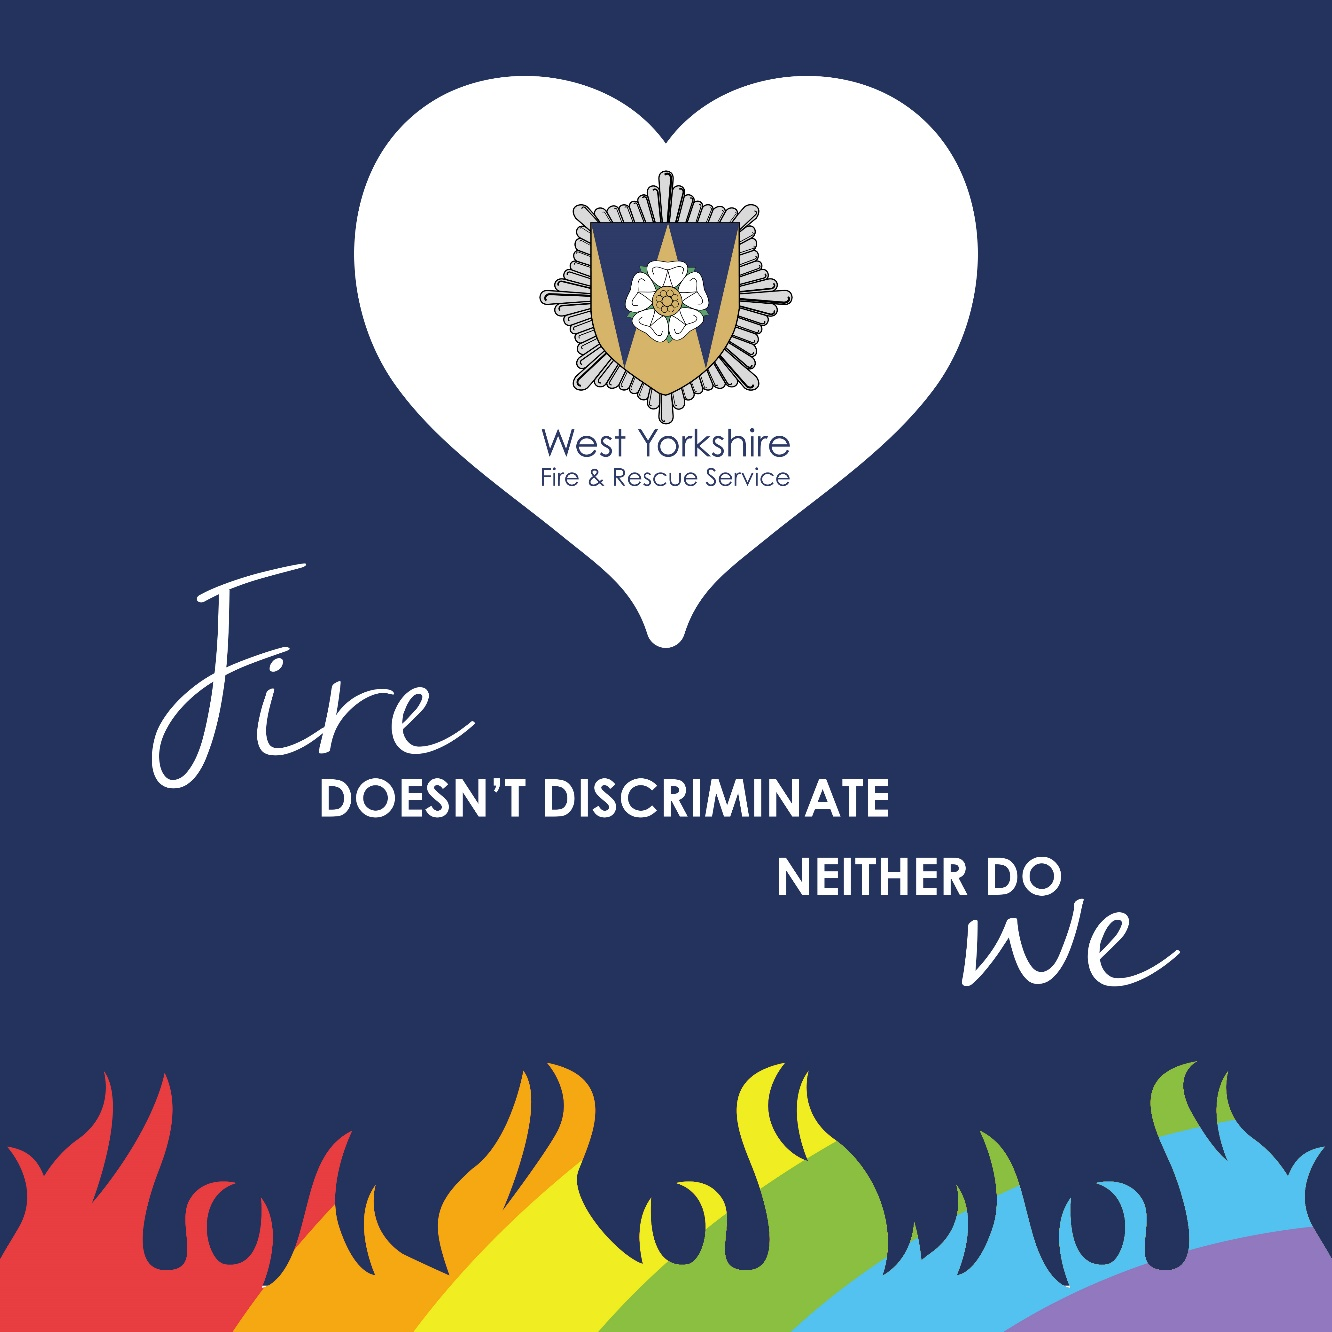 West Yorkshire
Fire & Rescue Service
Fire
DOESN'T DISCRIMINATE
NEITHER DO
we